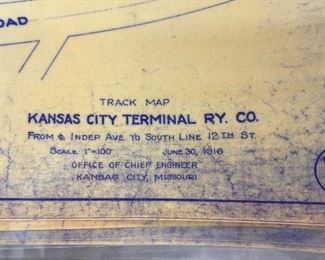 OAD
TRACK MAP
KANSAS CITY TERMINAL RY. CO.
FROM ℄ INDEP. AVE. TO SOUTH LINE 12TH ST.
SCALE 1"=100' JUNE 30, 1916
OFFICE OF CHIEF ENGINEER
KANSAS CITY, MISSOURI